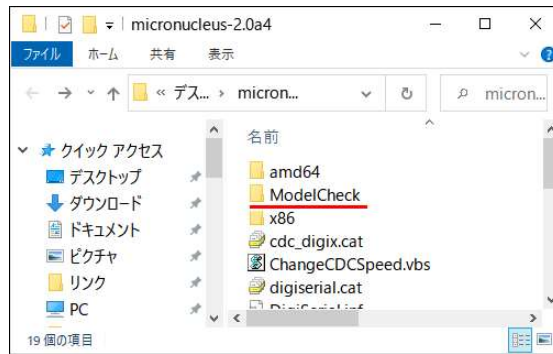 micronucleus-2.0a4
ファイル ホーム 共有 表示
« デス... › micron...
micron...
クイック アクセス
デスクトップ
ダウンロード
ドキュメント
ピクチャ
リンク
PC
名前
amd64
ModelCheck
x86
cdc_digix.cat
ChangeCDCSpeed.vbs
digiserial.cat
DigiSerial.inf
19 個の項目